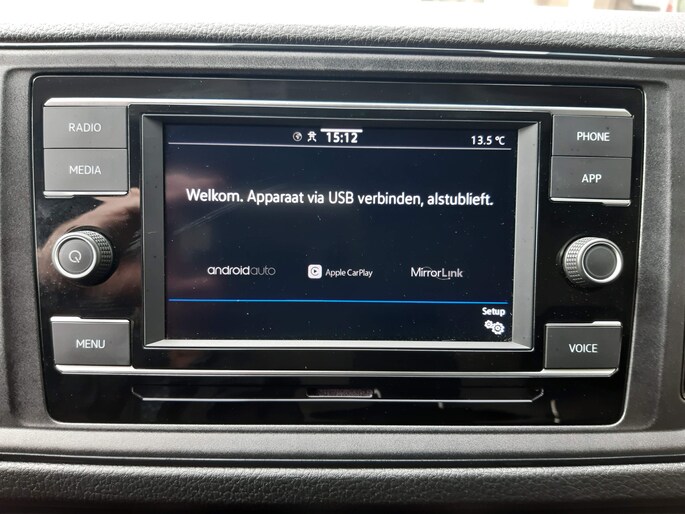 RADIO
MEDIA
MENU
15:12
13.5 °C
Welkom. Apparaat via USB verbinden, alstublieft.
androidauto
Apple CarPlay
MirrorLink
Setup
PHONE
APP
VOICE